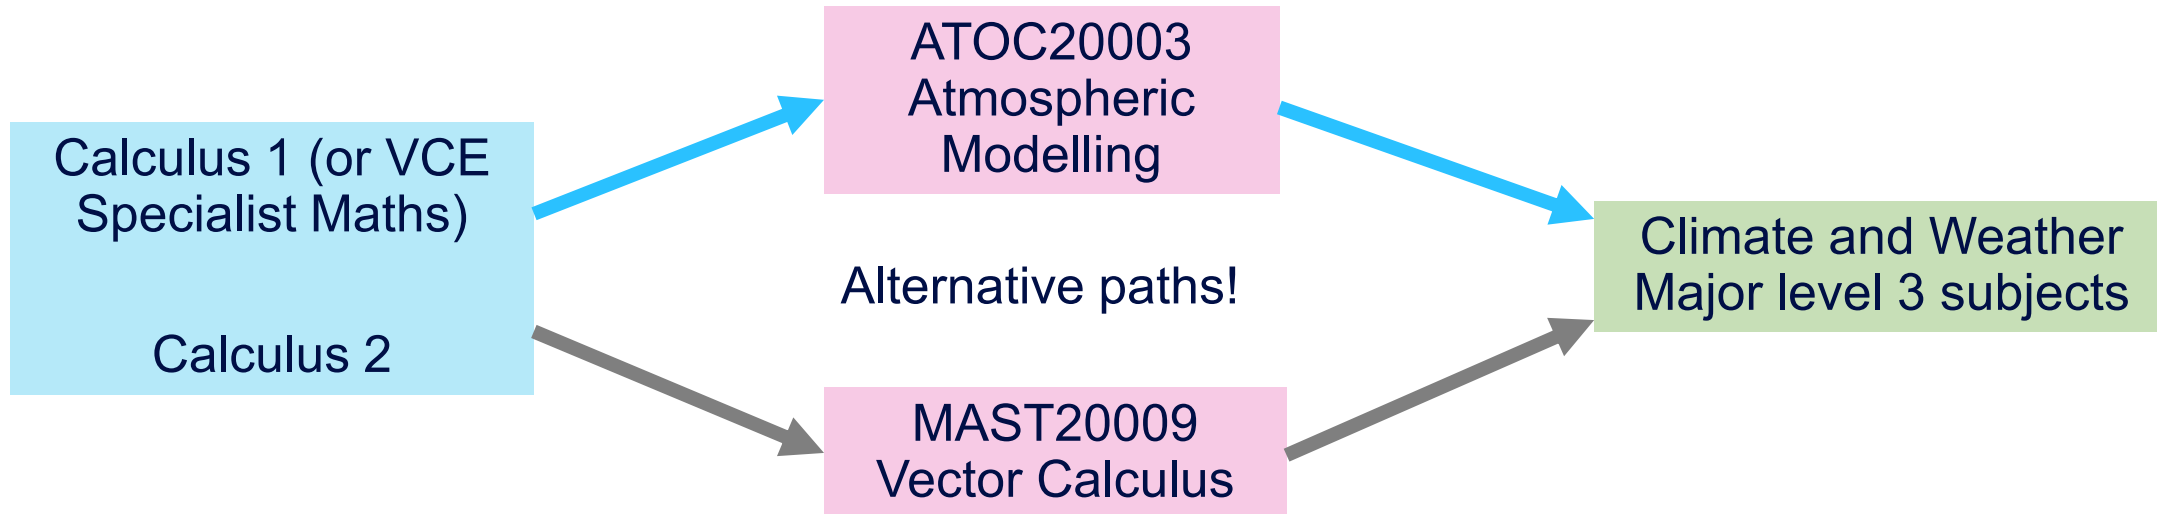 Calculus 1 (or VCE
Specialist Maths)
Calculus 2
ATOC20003
Atmospheric
Modelling
Alternative paths!
MAST20009
Vector Calculus
Climate and Weather
Major level 3 subjects